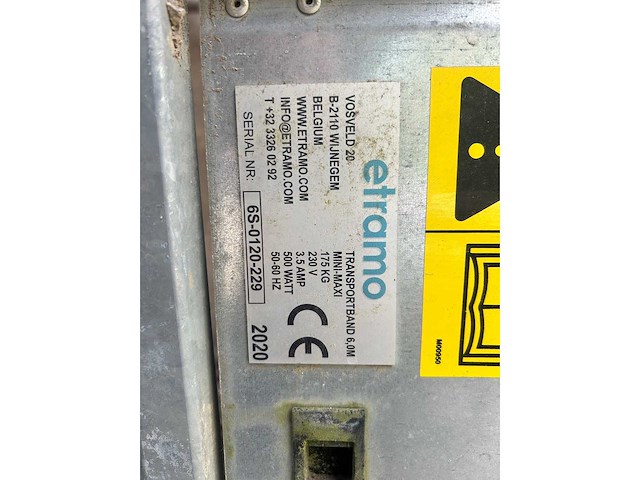 etramo
VOSVELD 20
B-2110 WIJNEGEM
BELGIUM
WWW.ETRAMO.COM
INFO@ETRAMO.COM
T +32 3326 02 92
TRANSPORTBAND 6,0M
MINI-MAXI
175 KG
230 V
3.5 AMP
500 WATT
50-60 HZ
CE
SERIAL NR: 6S-0120-229 2020
M00950